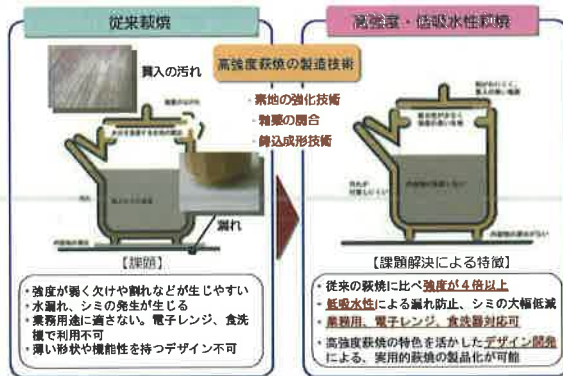 従来萩焼
貫入の汚れ
漏れ
【課題】
・強度が弱く欠けや割れなどが生じやすい
・水漏れ、シミの発生が生じる
・業務用途に適さない。電子レンジ、食洗
機で利用不可
・薄い形状や機能性を持つデザイン不可
高強度萩焼の製造技術
・素地の強化技術
・釉薬の調合
・鋳込成形技術
高強度・低吸水性萩焼
汚れが
付着しにくい
【課題解決による特徴】
・従来の萩焼に比べ強度が４倍以上
・低吸水性による漏れ防止、シミの大幅低減
・業務用、電子レンジ、食洗器対応可
・高強度萩焼の特色を活かしたデザイン開発
による、実用的萩焼の製品化が可能